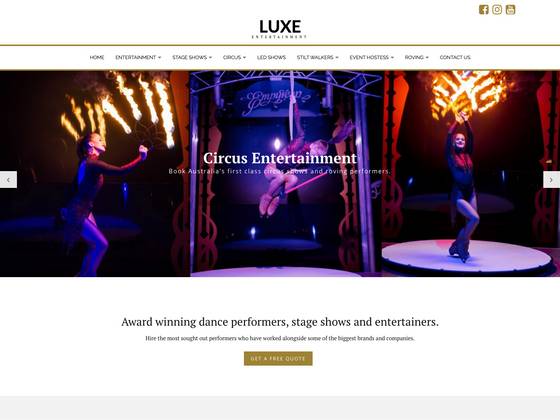 LUXE
ENTERTAINMENT
HOME ENTERTAINMENT STAGE SHOWS CIRCUS LED SHOWS STILT WALKERS EVENT HOSTESS ROVING CONTACT US
Circus Entertainment
Book Australia's first class circus shows and roving performers.
Award winning dance performers, stage shows and entertainers.
Hire the most sought out performers who have worked alongside some of the biggest brands and companies.
GET A FREE QUOTE